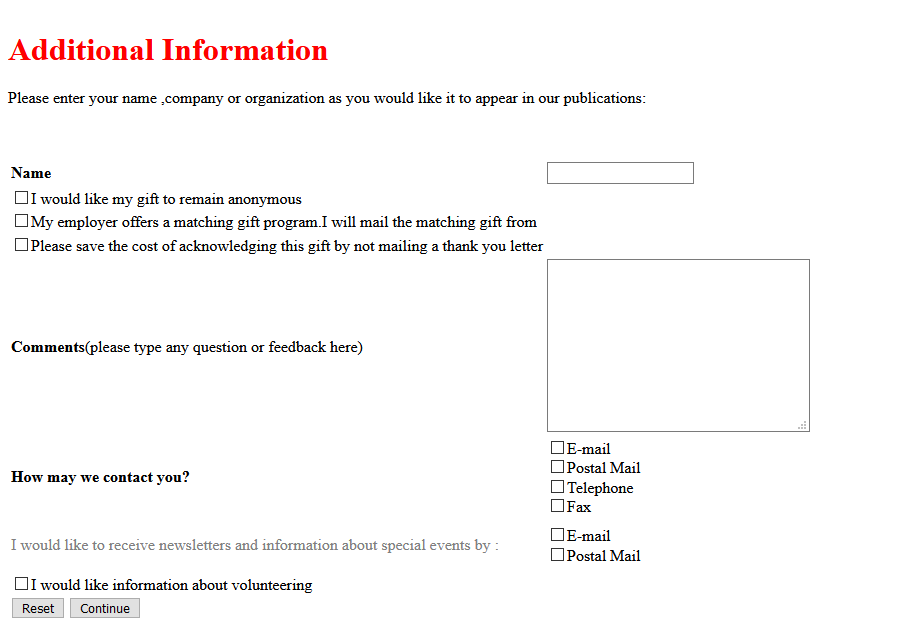 Additional Information
Please enter your name ,company or organization as you would like it to appear in our publications:
Name
I would like my gift to remain anonymous
My employer offers a matching gift program.I will mail the matching gift from
Please save the cost of acknowledging this gift by not mailing a thank you letter
Comments(please type any question or feedback here)
How may we contact you?
E-mail
Postal Mail
Telephone
Fax
I would like to receive newsletters and information about special events by :
E-mail
Postal Mail
I would like information about volunteering
Reset Continue